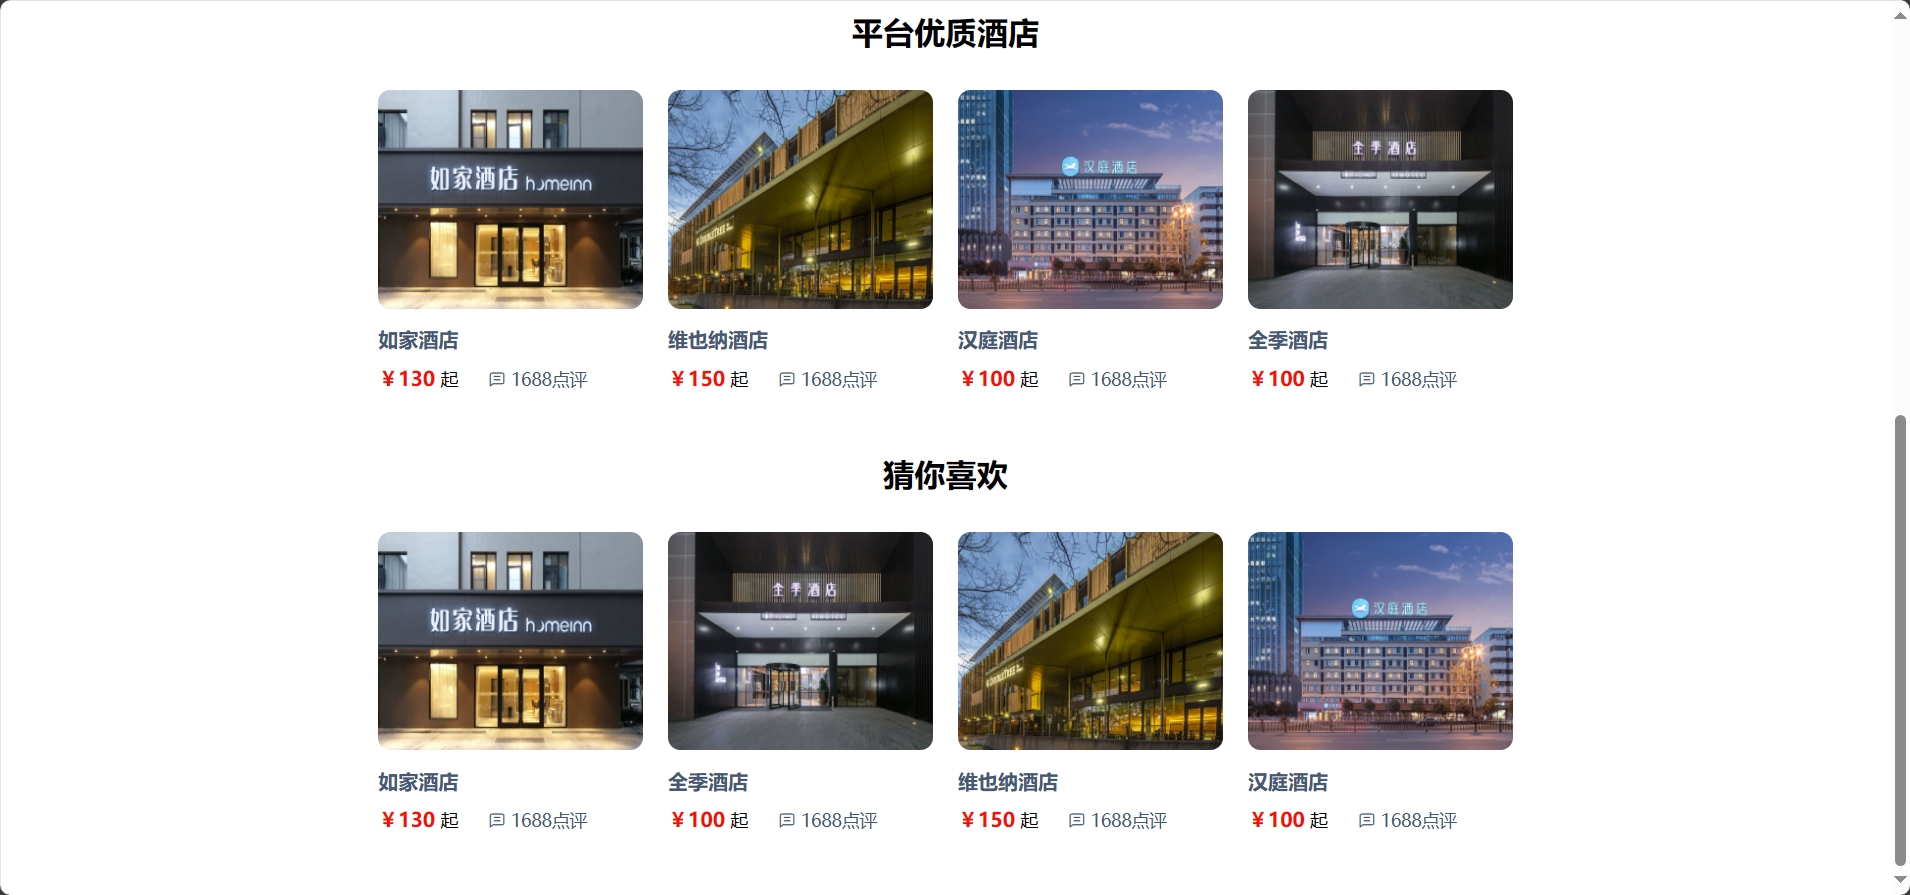 平台优质酒店
如家酒店 homeinn
DOUBLETREE
汉庭酒店
全季酒店
如家酒店
维也纳酒店
汉庭酒店
全季酒店
¥130 起 1688点评
¥150 起 1688点评
¥100 起 1688点评
¥100 起 1688点评
猜你喜欢
如家酒店 homeinn
全季酒店
DOUBLETREE
汉庭酒店
如家酒店
全季酒店
维也纳酒店
汉庭酒店
¥130 起 1688点评
¥100 起 1688点评
¥150 起 1688点评
¥100 起 1688点评